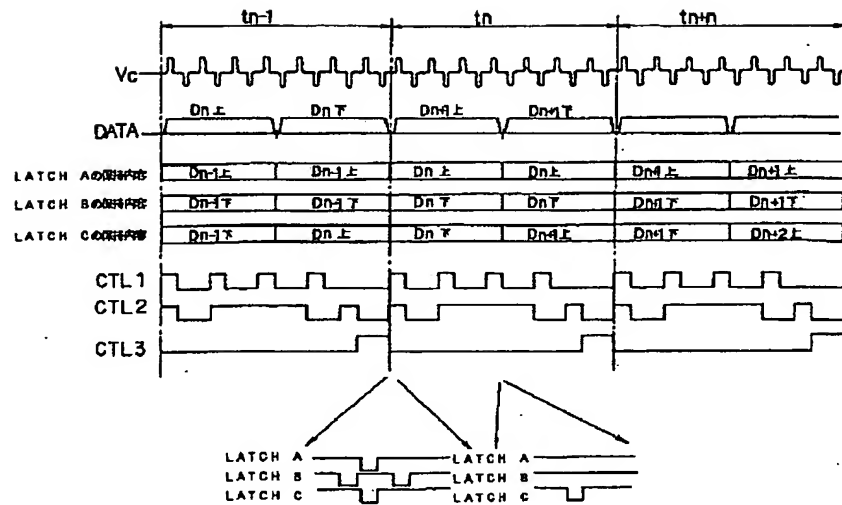 tn-1 tn tn+n
Vc
Dn上 Dn下 Dn+1上 Dn+1下
DATA
LATCH Aの保持内容 Dn-1上 Dn-1上 Dn上 Dn上 Dn+1上 Dn+1上
LATCH Bの保持内容 Dn-1下 Dn-1下 Dn下 Dn下 Dn+1下 Dn+1下
LATCH Cの保持内容 Dn-1下 Dn上 Dn下 Dn+1上 Dn+1下 Dn+2上
CTL1
CTL2
CTL3
LATCH A LATCH A
LATCH B LATCH B
LATCH C LATCH C